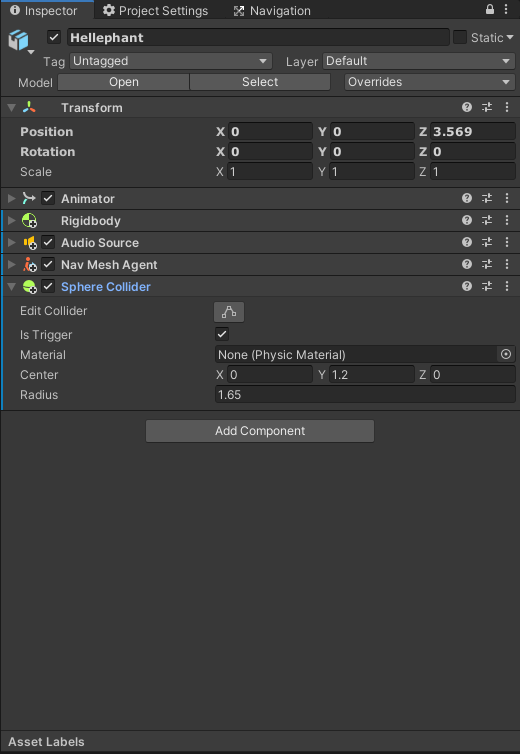 Inspector Project Settings Navigation
Hellephant Static
Tag Untagged Layer Default
Model Open Select Overrides
Transform
Position X 0 Y 0 Z 3.569
Rotation X 0 Y 0 Z 0
Scale X 1 Y 1 Z 1
Animator
Rigidbody
Audio Source
Nav Mesh Agent
Sphere Collider
Edit Collider
Is Trigger
Material None (Physic Material)
Center X 0 Y 1.2 Z 0
Radius 1.65
Add Component
Asset Labels